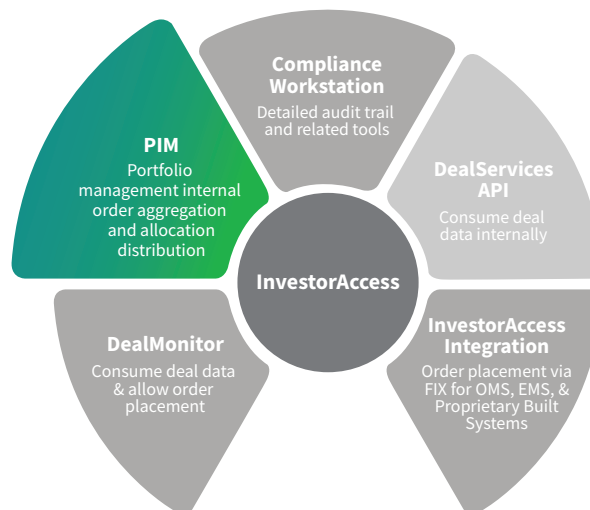 Compliance
Workstation
Detailed audit trail
and related tools
PIM
Portfolio
management internal
order aggregation
and allocation
distribution
DealServices
API
Consume deal
data internally
InvestorAccess
DealMonitor
Consume deal data
& allow order
placement
InvestorAccess
Integration
Order placement via
FIX for OMS, EMS, &
Proprietary Built
Systems